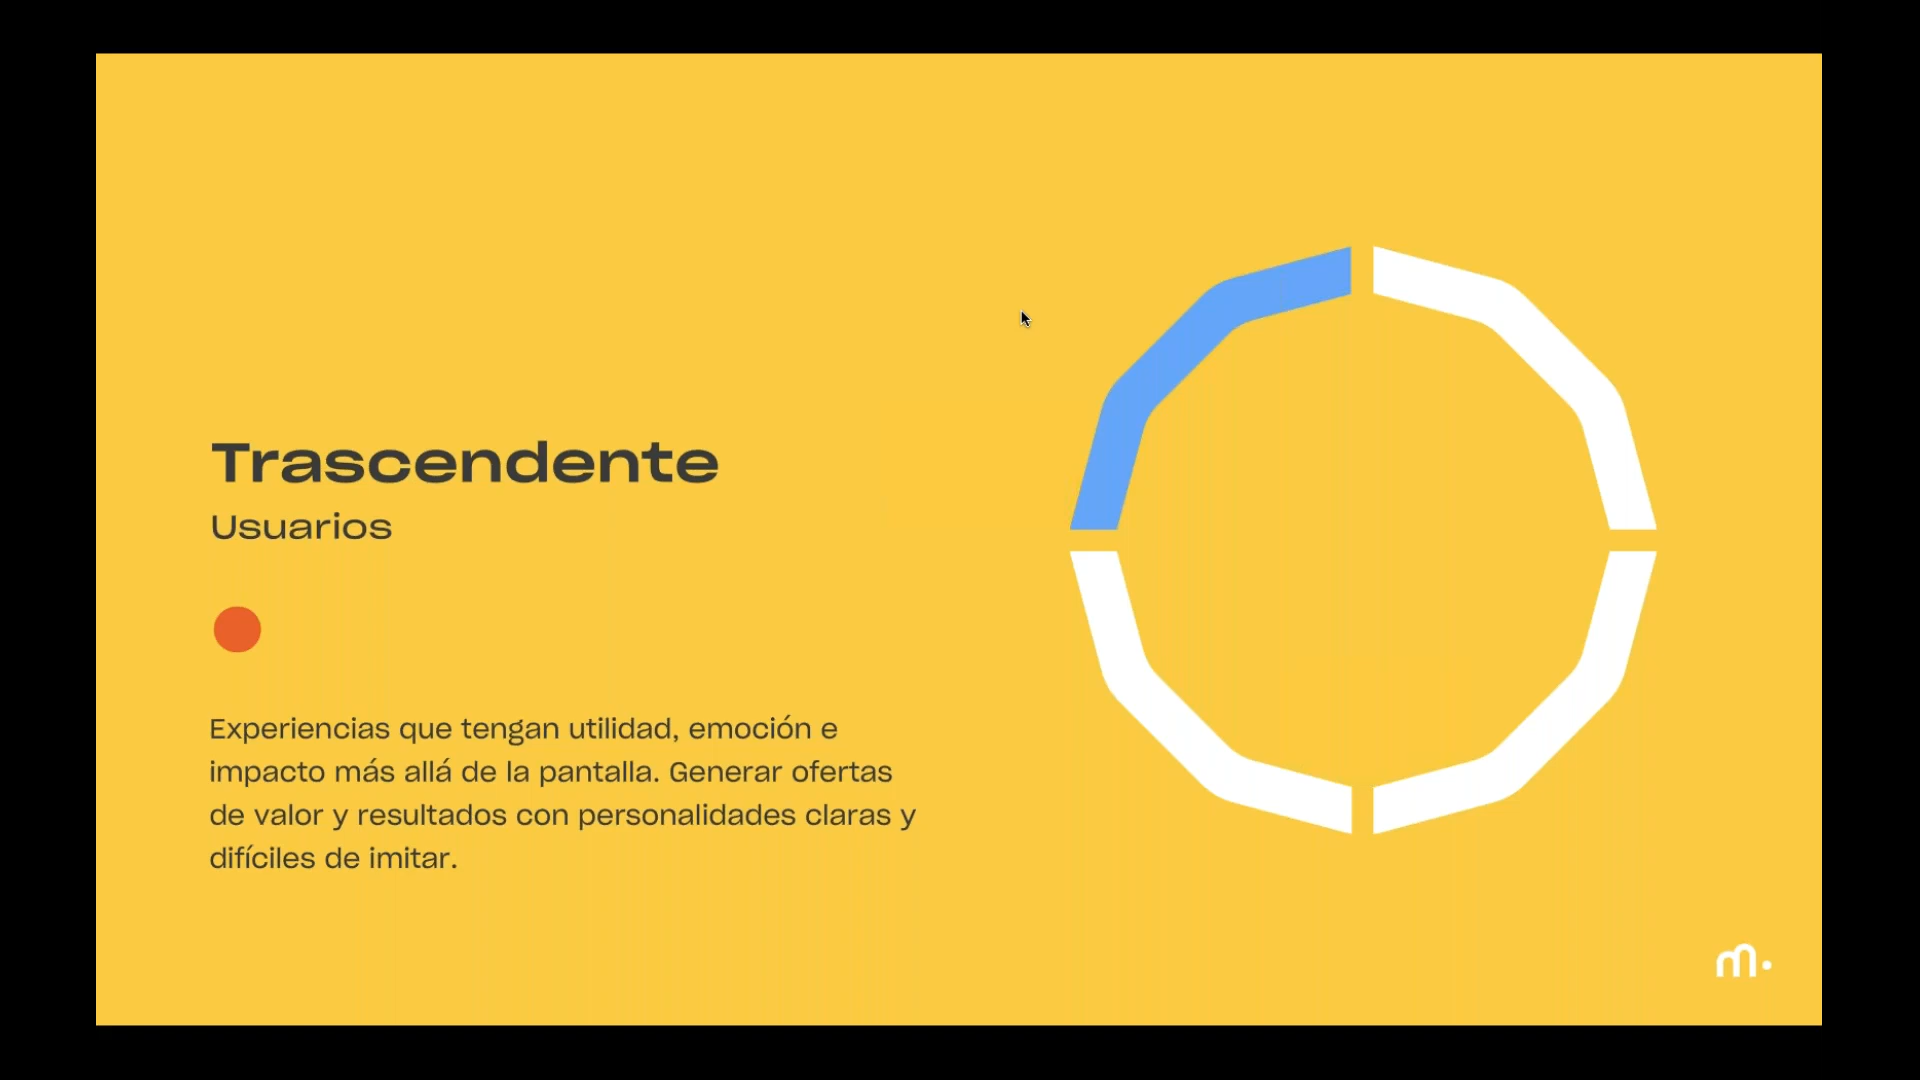 Trascendente
Usuarios
Experiencias que tengan utilidad, emoción e
impacto más allá de la pantalla. Generar ofertas
de valor y resultados con personalidades claras y
difíciles de imitar.
m.